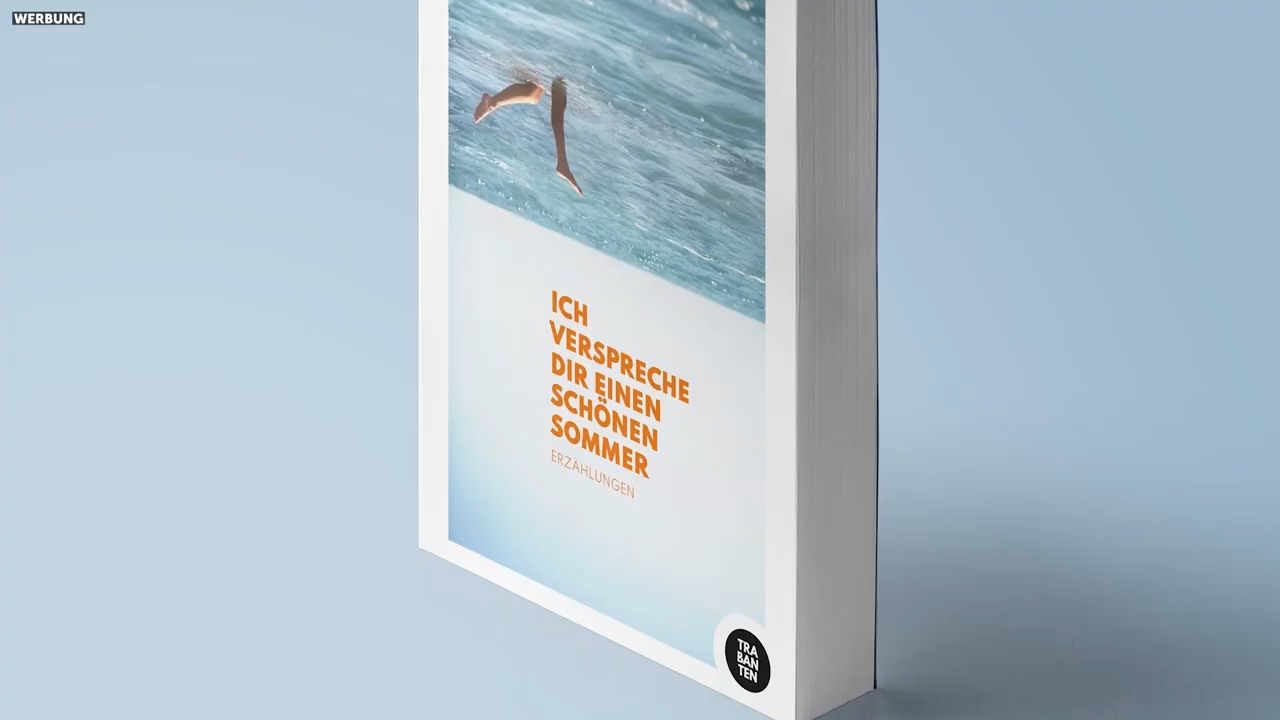 WERBUNG
ICH
VERSPRECHE
DIR EINEN
SCHÖNEN
SOMMER
ERZÄHLUNGEN
TRA
BAN
TEN